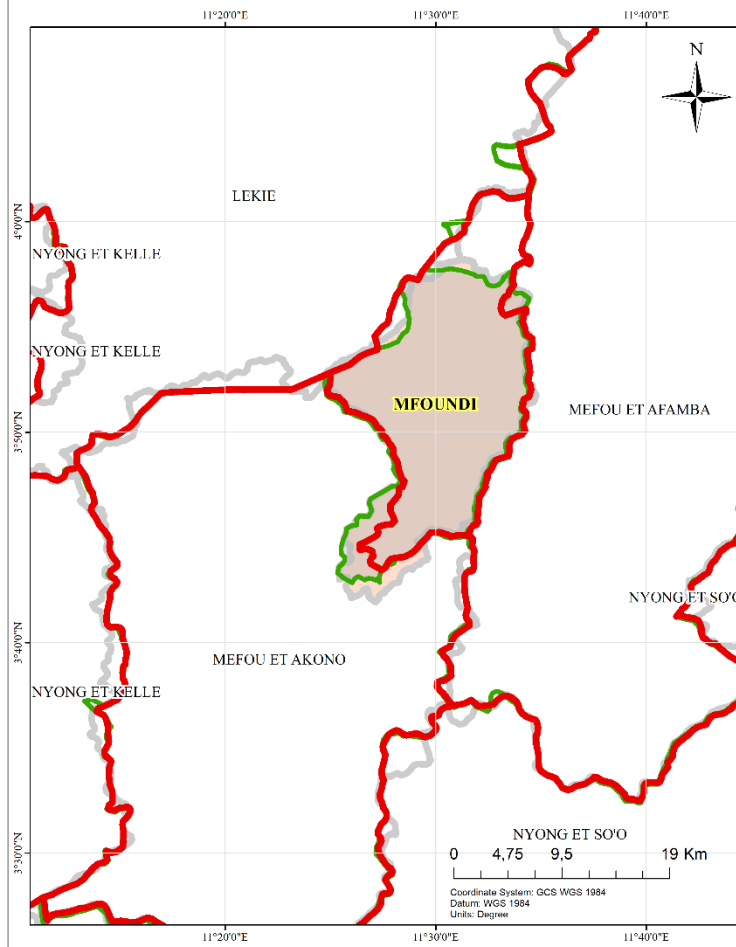 11°20'0"E
11°30'0"E
11°40'0"E
N
LEKIE
4°0'0"N
NYONG ET KELLE
NYONG ET KELLE
MFOUNDI
MEFOU ET AFAMBA
3°50'0"N
NYONG ET SO'O
3°40'0"N
MEFOU ET AKONO
NYONG ET KELLE
NYONG ET SO'O
3°30'0"N
0 4,75 9,5 19 Km
Coordinate System: GCS WGS 1984
Datum: WGS 1984
Units: Degree
11°20'0"E
11°30'0"E
11°40'0"E